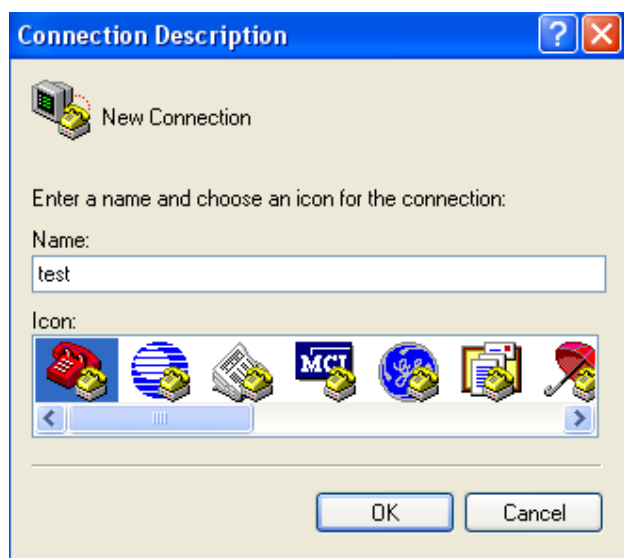 Connection Description
New Connection
Enter a name and choose an icon for the connection:
Name:
test
Icon:
MCI
OK
Cancel